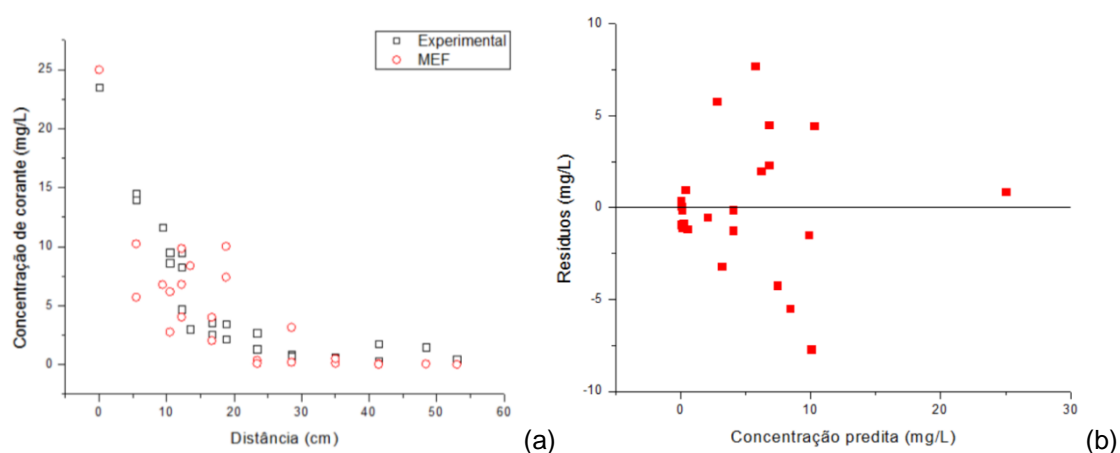 Experimental
MEF
Concentração de corante (mg/L)
25
20
15
10
5
0
0 10 20 30 40 50 60
Distância (cm)
(a)
Resíduos (mg/L)
10
5
0
-5
-10
0 10 20 30
Concentração predita (mg/L)
(b)